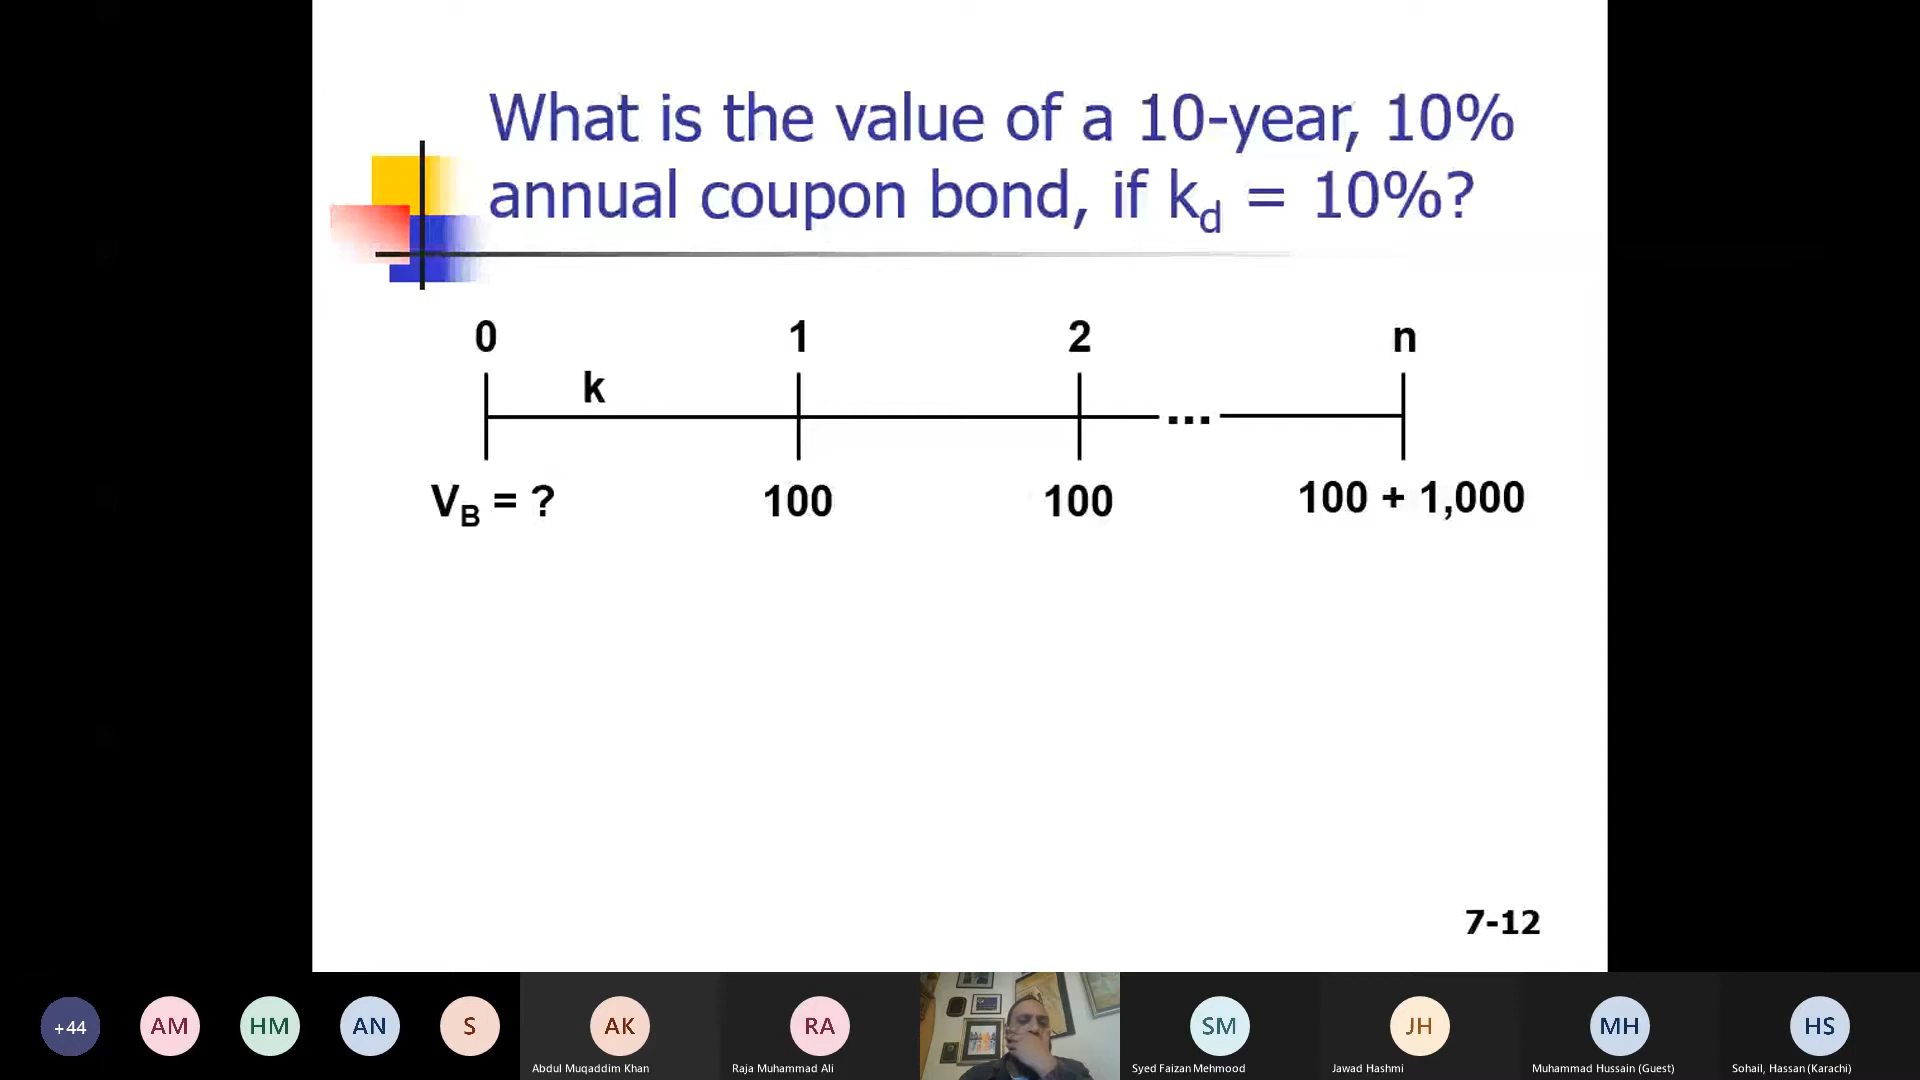 What is the value of a 10-year, 10%
annual coupon bond, if kd = 10%?
0 1 2 n
k
...
VB = ? 100 100 100 + 1,000
7-12
+44 AM HM AN S AK RA SM JH MH HS
Abdul Muqaddim Khan Raja Muhammad Ali Syed Faizan Mehmood Jawad Hashmi Muhammad Hussain (Guest) Sohail, Hassan (Karachi)